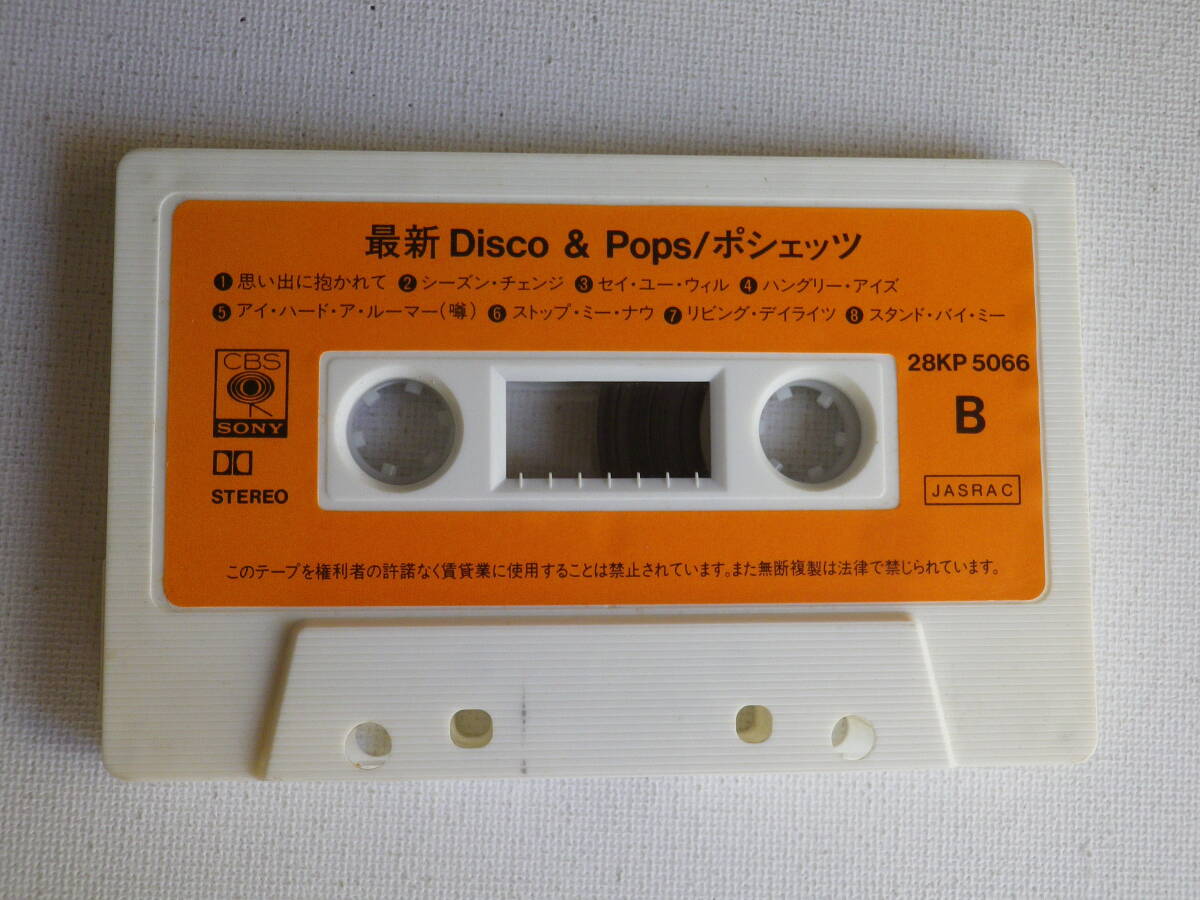 最新 Disco & Pops/ポシェッツ
❶思い出に抱かれて ❷シーズン・チェンジ ❸セイ・ユー・ウィル ❹ハングリー・アイズ
❺アイ・ハード・ア・ルーマー(噂) ❻ストップ・ミー・ナウ ❼リビング・デイライツ ❽スタンド・バイ・ミー
CBS
SONY
STEREO
28KP 5066
B
JASRAC
このテープを権利者の許諾なく賃貸業に使用することは禁止されています。また無断複製は法律で禁じられています。